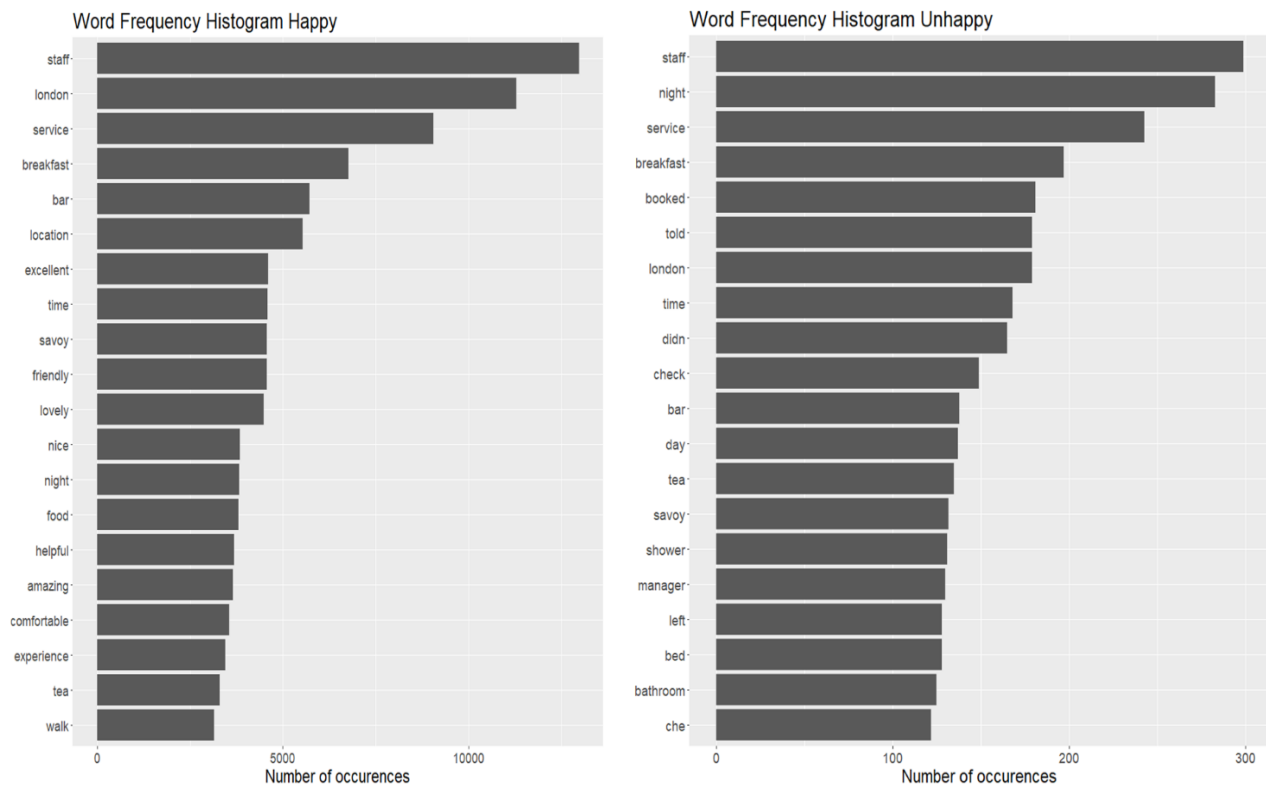 Word Frequency Histogram Happy
staff
london
service
breakfast
bar
location
excellent
time
savoy
friendly
lovely
nice
night
food
helpful
amazing
comfortable
experience
tea
walk
0 5000 10000
Number of occurences
Word Frequency Histogram Unhappy
staff
night
service
breakfast
booked
told
london
time
didn
check
bar
day
tea
savoy
shower
manager
left
bed
bathroom
che
0 100 200 300
Number of occurences